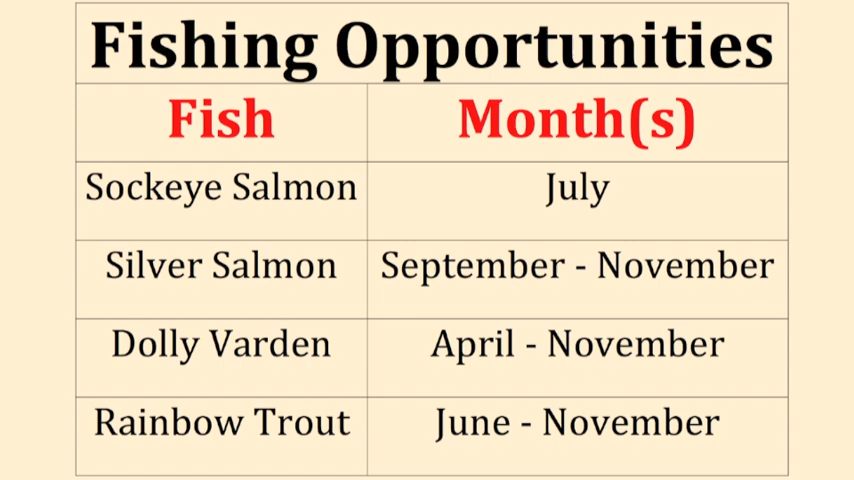 Fishing Opportunities
Fish Month(s)
Sockeye Salmon July
Silver Salmon September - November
Dolly Varden April - November
Rainbow Trout June - November